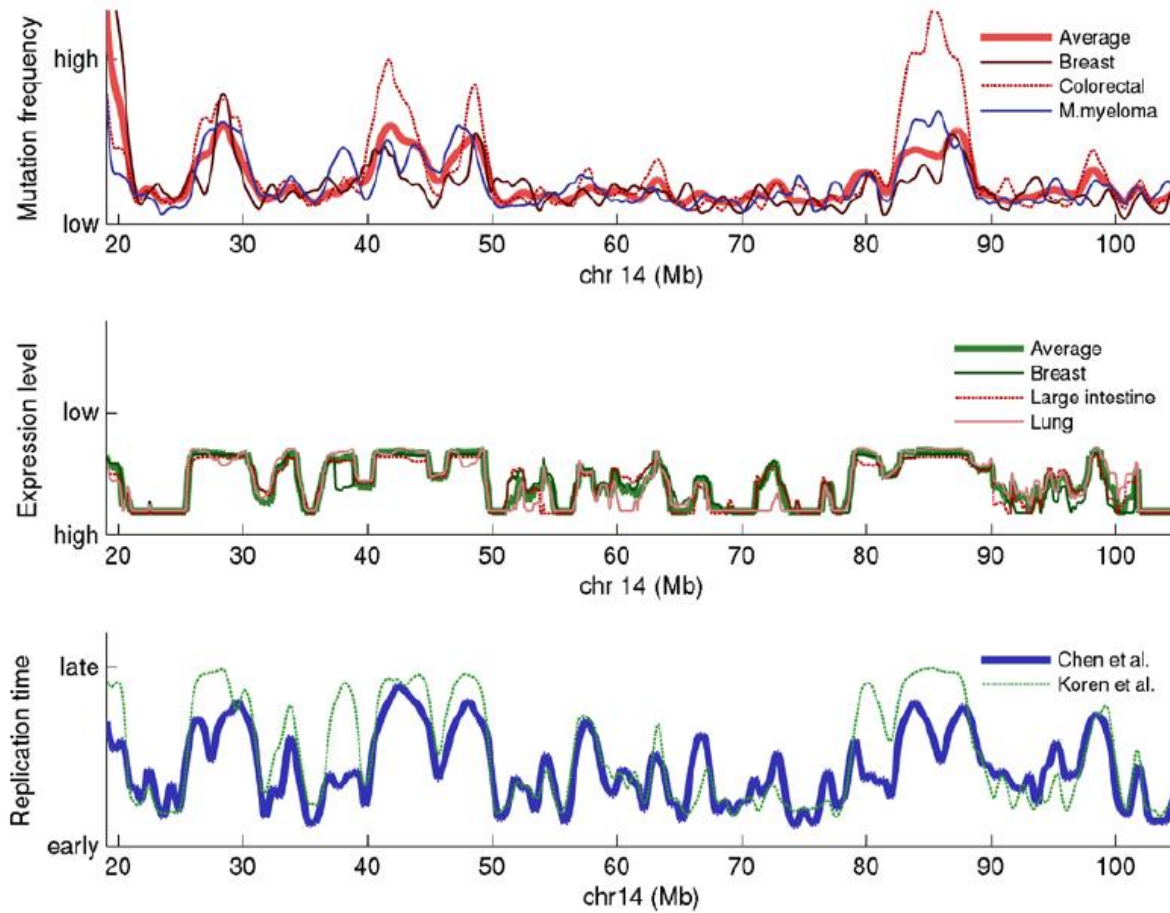 Mutation frequency
high
low
Average
Breast
Colorectal
M.myeloma
20 30 40 50 60 70 80 90 100
chr 14 (Mb)
Expression level
low
high
Average
Breast
Large intestine
Lung
20 30 40 50 60 70 80 90 100
chr 14 (Mb)
Replication time
late
early
Chen et al.
Koren et al.
20 30 40 50 60 70 80 90 100
chr14 (Mb)